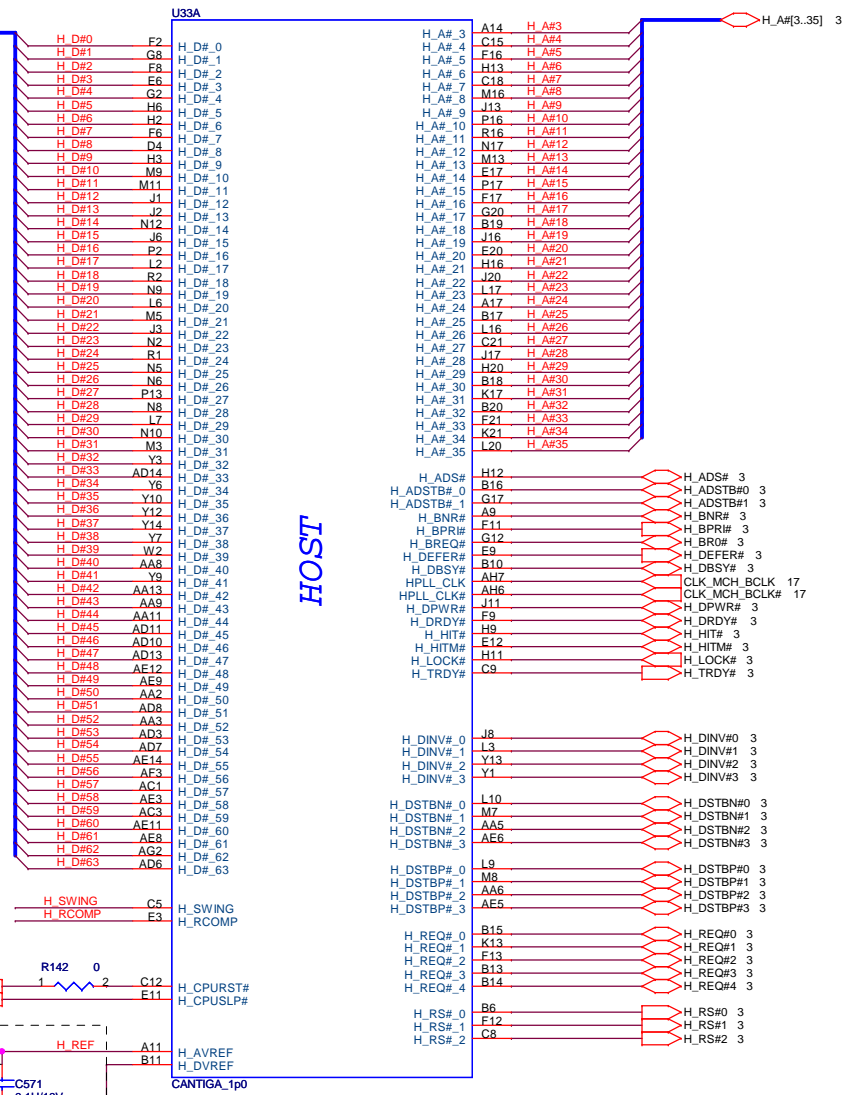 U33A
H_A#[3..35] 3
H_D#0 F2 H_D#_0
H_D#1 G8 H_D#_1
H_D#2 F8 H_D#_2
H_D#3 E6 H_D#_3
H_D#4 G2 H_D#_4
H_D#5 H6 H_D#_5
H_D#6 H2 H_D#_6
H_D#7 F6 H_D#_7
H_D#8 D4 H_D#_8
H_D#9 H3 H_D#_9
H_D#10 M9 H_D#_10
H_D#11 M11 H_D#_11
H_D#12 J1 H_D#_12
H_D#13 J2 H_D#_13
H_D#14 N12 H_D#_14
H_D#15 J6 H_D#_15
H_D#16 P2 H_D#_16
H_D#17 L2 H_D#_17
H_D#18 R2 H_D#_18
H_D#19 N9 H_D#_19
H_D#20 L6 H_D#_20
H_D#21 M5 H_D#_21
H_D#22 J3 H_D#_22
H_D#23 N2 H_D#_23
H_D#24 R1 H_D#_24
H_D#25 N5 H_D#_25
H_D#26 N6 H_D#_26
H_D#27 P13 H_D#_27
H_D#28 N8 H_D#_28
H_D#29 L7 H_D#_29
H_D#30 N10 H_D#_30
H_D#31 M3 H_D#_31
H_D#32 Y3 H_D#_32
H_D#33 AD14 H_D#_33
H_D#34 Y6 H_D#_34
H_D#35 Y10 H_D#_35
H_D#36 Y12 H_D#_36
H_D#37 Y14 H_D#_37
H_D#38 Y7 H_D#_38
H_D#39 W2 H_D#_39
H_D#40 AA8 H_D#_40
H_D#41 Y9 H_D#_41
H_D#42 AA13 H_D#_42
H_D#43 AA9 H_D#_43
H_D#44 AA11 H_D#_44
H_D#45 AD11 H_D#_45
H_D#46 AD10 H_D#_46
H_D#47 AD13 H_D#_47
H_D#48 AE12 H_D#_48
H_D#49 AE9 H_D#_49
H_D#50 AA2 H_D#_50
H_D#51 AD8 H_D#_51
H_D#52 AA3 H_D#_52
H_D#53 AD3 H_D#_53
H_D#54 AD7 H_D#_54
H_D#55 AE14 H_D#_55
H_D#56 AF3 H_D#_56
H_D#57 AC1 H_D#_57
H_D#58 AE3 H_D#_58
H_D#59 AC3 H_D#_59
H_D#60 AE11 H_D#_60
H_D#61 AE8 H_D#_61
H_D#62 AG2 H_D#_62
H_D#63 AD6 H_D#_63
H_SWING C5 H_SWING
H_RCOMP E3 H_RCOMP
R142 0
1 2 C12 H_CPURST#
E11 H_CPUSLP#
H_REF A11 H_AVREF
B11 H_DVREF
C571
HOST
H_A#_3 A14 H_A#3
H_A#_4 C15 H_A#4
H_A#_5 F16 H_A#5
H_A#_6 H13 H_A#6
H_A#_7 C18 H_A#7
H_A#_8 M16 H_A#8
H_A#_9 J13 H_A#9
H_A#_10 P16 H_A#10
H_A#_11 R16 H_A#11
H_A#_12 N17 H_A#12
H_A#_13 M13 H_A#13
H_A#_14 E17 H_A#14
H_A#_15 P17 H_A#15
H_A#_16 F17 H_A#16
H_A#_17 G20 H_A#17
H_A#_18 B19 H_A#18
H_A#_19 J16 H_A#19
H_A#_20 E20 H_A#20
H_A#_21 H16 H_A#21
H_A#_22 J20 H_A#22
H_A#_23 L17 H_A#23
H_A#_24 A17 H_A#24
H_A#_25 B17 H_A#25
H_A#_26 L16 H_A#26
H_A#_27 C21 H_A#27
H_A#_28 J17 H_A#28
H_A#_29 H20 H_A#29
H_A#_30 B18 H_A#30
H_A#_31 K17 H_A#31
H_A#_32 B20 H_A#32
H_A#_33 F21 H_A#33
H_A#_34 K21 H_A#34
H_A#_35 L20 H_A#35
H_ADS# H12 H_ADS# 3
H_ADSTB#_0 B16 H_ADSTB#0 3
H_ADSTB#_1 G17 H_ADSTB#1 3
H_BNR# A9 H_BNR# 3
H_BPRI# F11 H_BPRI# 3
H_BREQ# G12 H_BR0# 3
H_DEFER# E9 H_DEFER# 3
H_DBSY# B10 H_DBSY# 3
HPLL_CLK AH7 CLK_MCH_BCLK 17
HPLL_CLK# AH6 CLK_MCH_BCLK# 17
H_DPWR# J11 H_DPWR# 3
H_DRDY# F9 H_DRDY# 3
H_HIT# H9 H_HIT# 3
H_HITM# E12 H_HITM# 3
H_LOCK# H11 H_LOCK# 3
H_TRDY# C9 H_TRDY# 3
H_DINV#_0 J8 H_DINV#0 3
H_DINV#_1 L3 H_DINV#1 3
H_DINV#_2 Y13 H_DINV#2 3
H_DINV#_3 Y1 H_DINV#3 3
H_DSTBN#_0 L10 H_DSTBN#0 3
H_DSTBN#_1 M7 H_DSTBN#1 3
H_DSTBN#_2 AA5 H_DSTBN#2 3
H_DSTBN#_3 AE6 H_DSTBN#3 3
H_DSTBP#_0 L9 H_DSTBP#0 3
H_DSTBP#_1 M8 H_DSTBP#1 3
H_DSTBP#_2 AA6 H_DSTBP#2 3
H_DSTBP#_3 AE5 H_DSTBP#3 3
H_REQ#_0 B15 H_REQ#0 3
H_REQ#_1 K13 H_REQ#1 3
H_REQ#_2 F13 H_REQ#2 3
H_REQ#_3 B13 H_REQ#3 3
H_REQ#_4 B14 H_REQ#4 3
H_RS#_0 B6 H_RS#0 3
H_RS#_1 F12 H_RS#1 3
H_RS#_2 C8 H_RS#2 3
CANTIGA_1p0